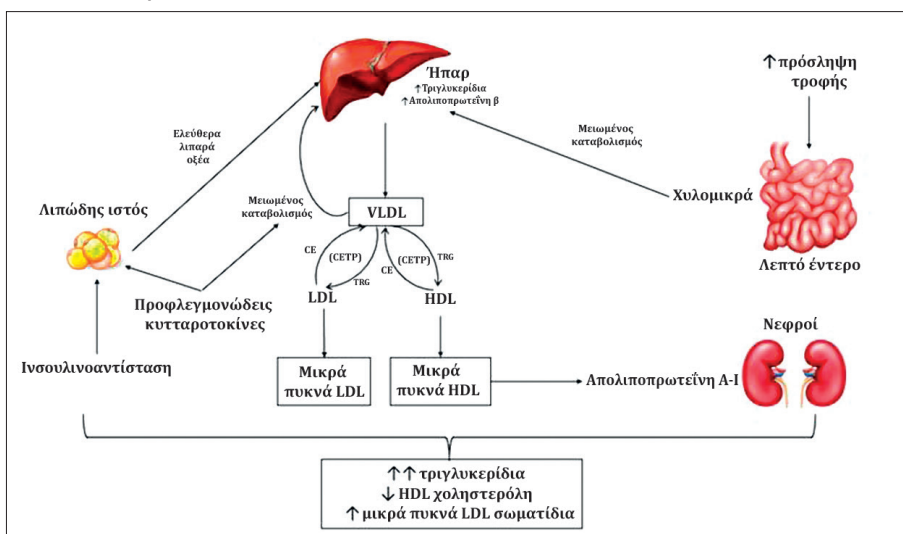 Ήπαρ
↑Τριγλυκερίδια
↑Απολιποπρωτεΐνη β
↑πρόσληψη
τροφής
Ελεύθερα
λιπαρά
οξέα
Μειωμένος
καταβολισμός
Λιπώδης ιστός
Μειωμένος
καταβολισμός
VLDL
Χυλομικρά
Λεπτό έντερο
CE
(CETP)
TRG
CE
(CETP)
TRG
LDL
HDL
Προφλεγμονώδεις
κυτταροτοκίνες
Νεφροί
Ινσουλινοαντίσταση
Μικρά
πυκνά LDL
Μικρά
πυκνά HDL
Απολιποπρωτεΐνη A-I
↑↑τριγλυκερίδια
↓ HDL χοληστερόλη
↑μικρά πυκνά LDL σωματίδια